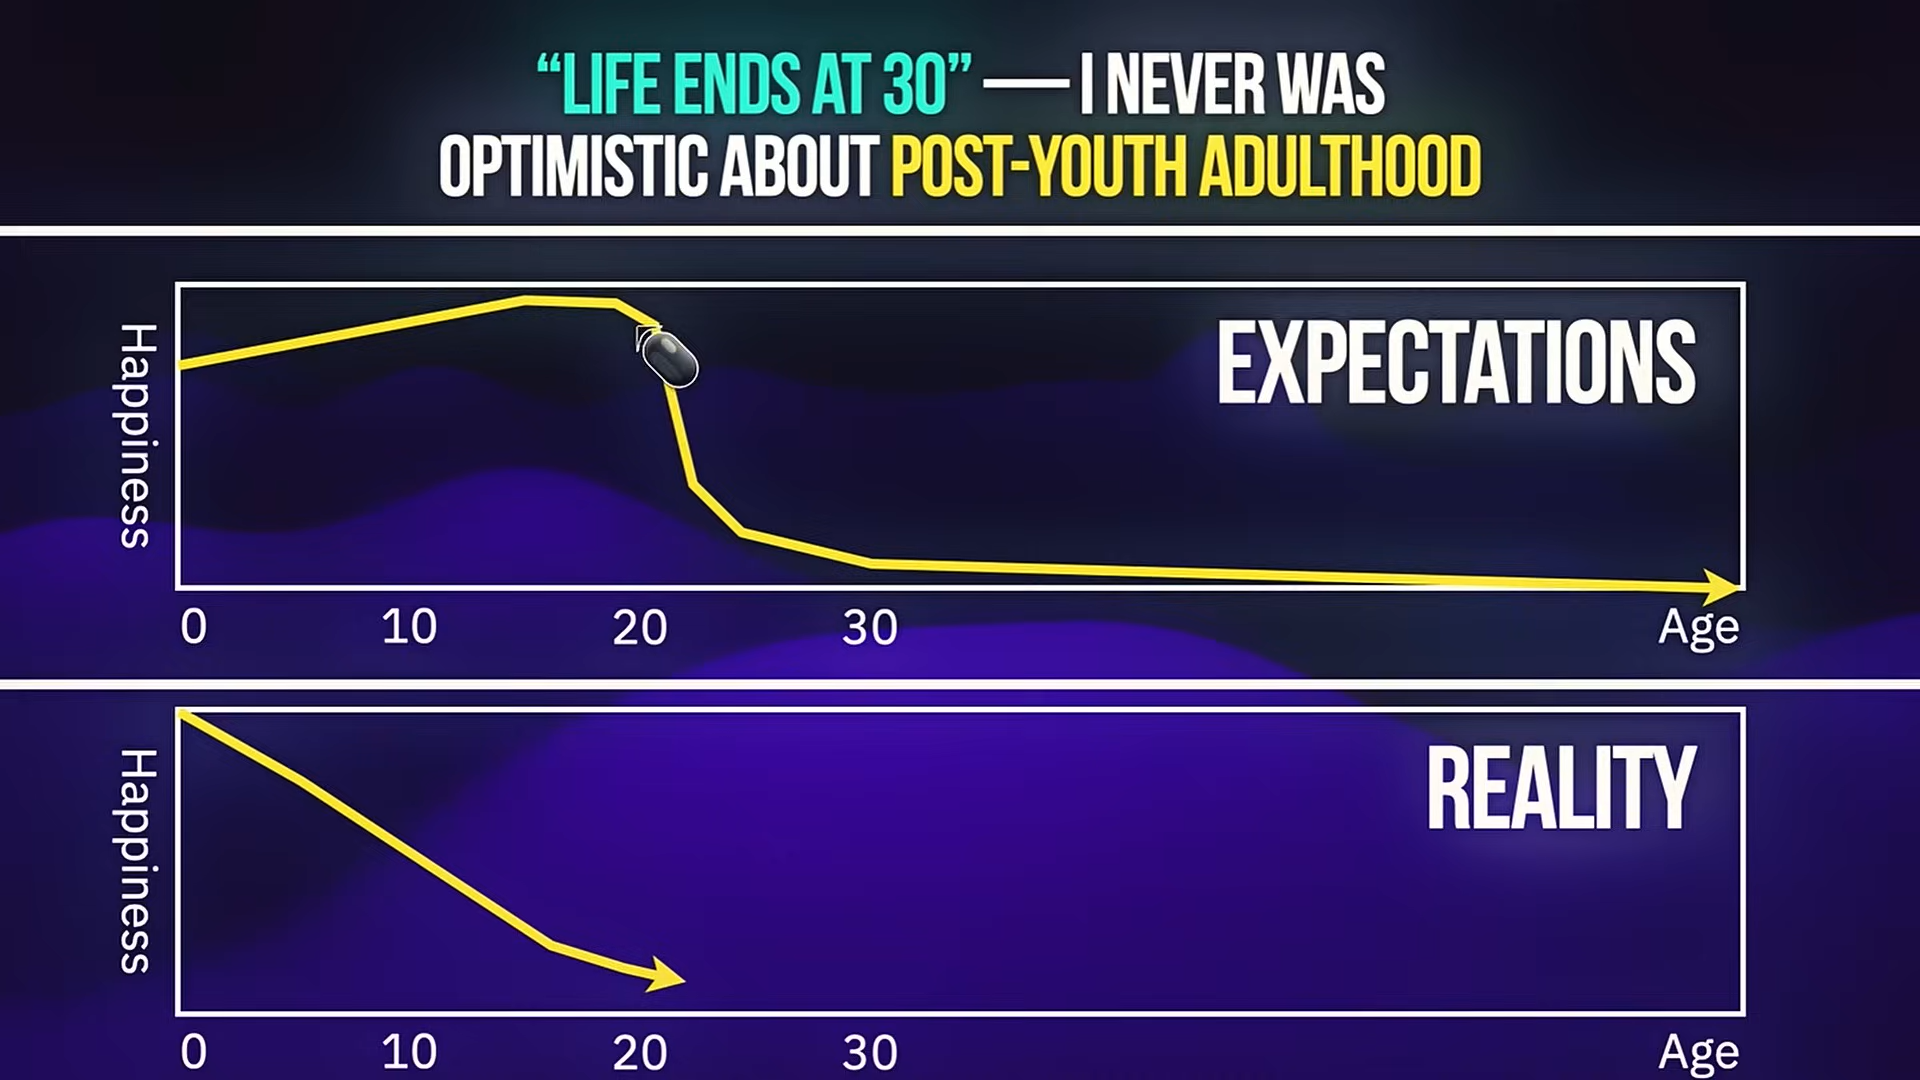 “LIFE ENDS AT 30” — I NEVER WAS
OPTIMISTIC ABOUT POST-YOUTH ADULTHOOD
EXPECTATIONS
Happiness
0 10 20 30 Age
REALITY
Happiness
0 10 20 30 Age